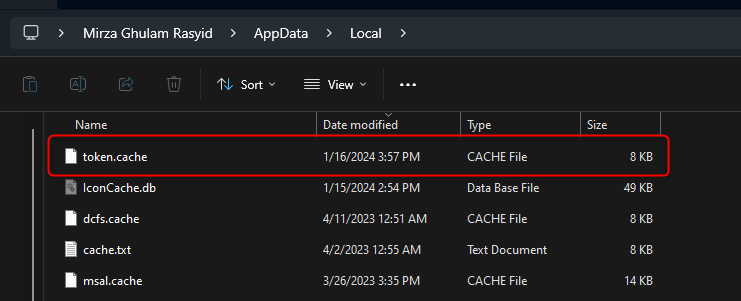 Mirza Ghulam Rasyid > AppData > Local >
Sort View ...
Name Date modified Type Size
token.cache 1/16/2024 3:57 PM CACHE File 8 KB
IconCache.db 1/15/2024 2:54 PM Data Base File 49 KB
dcfs.cache 4/11/2023 12:51 AM CACHE File 8 KB
cache.txt 4/2/2023 12:55 AM Text Document 8 KB
msal.cache 3/26/2023 3:35 PM CACHE File 14 KB